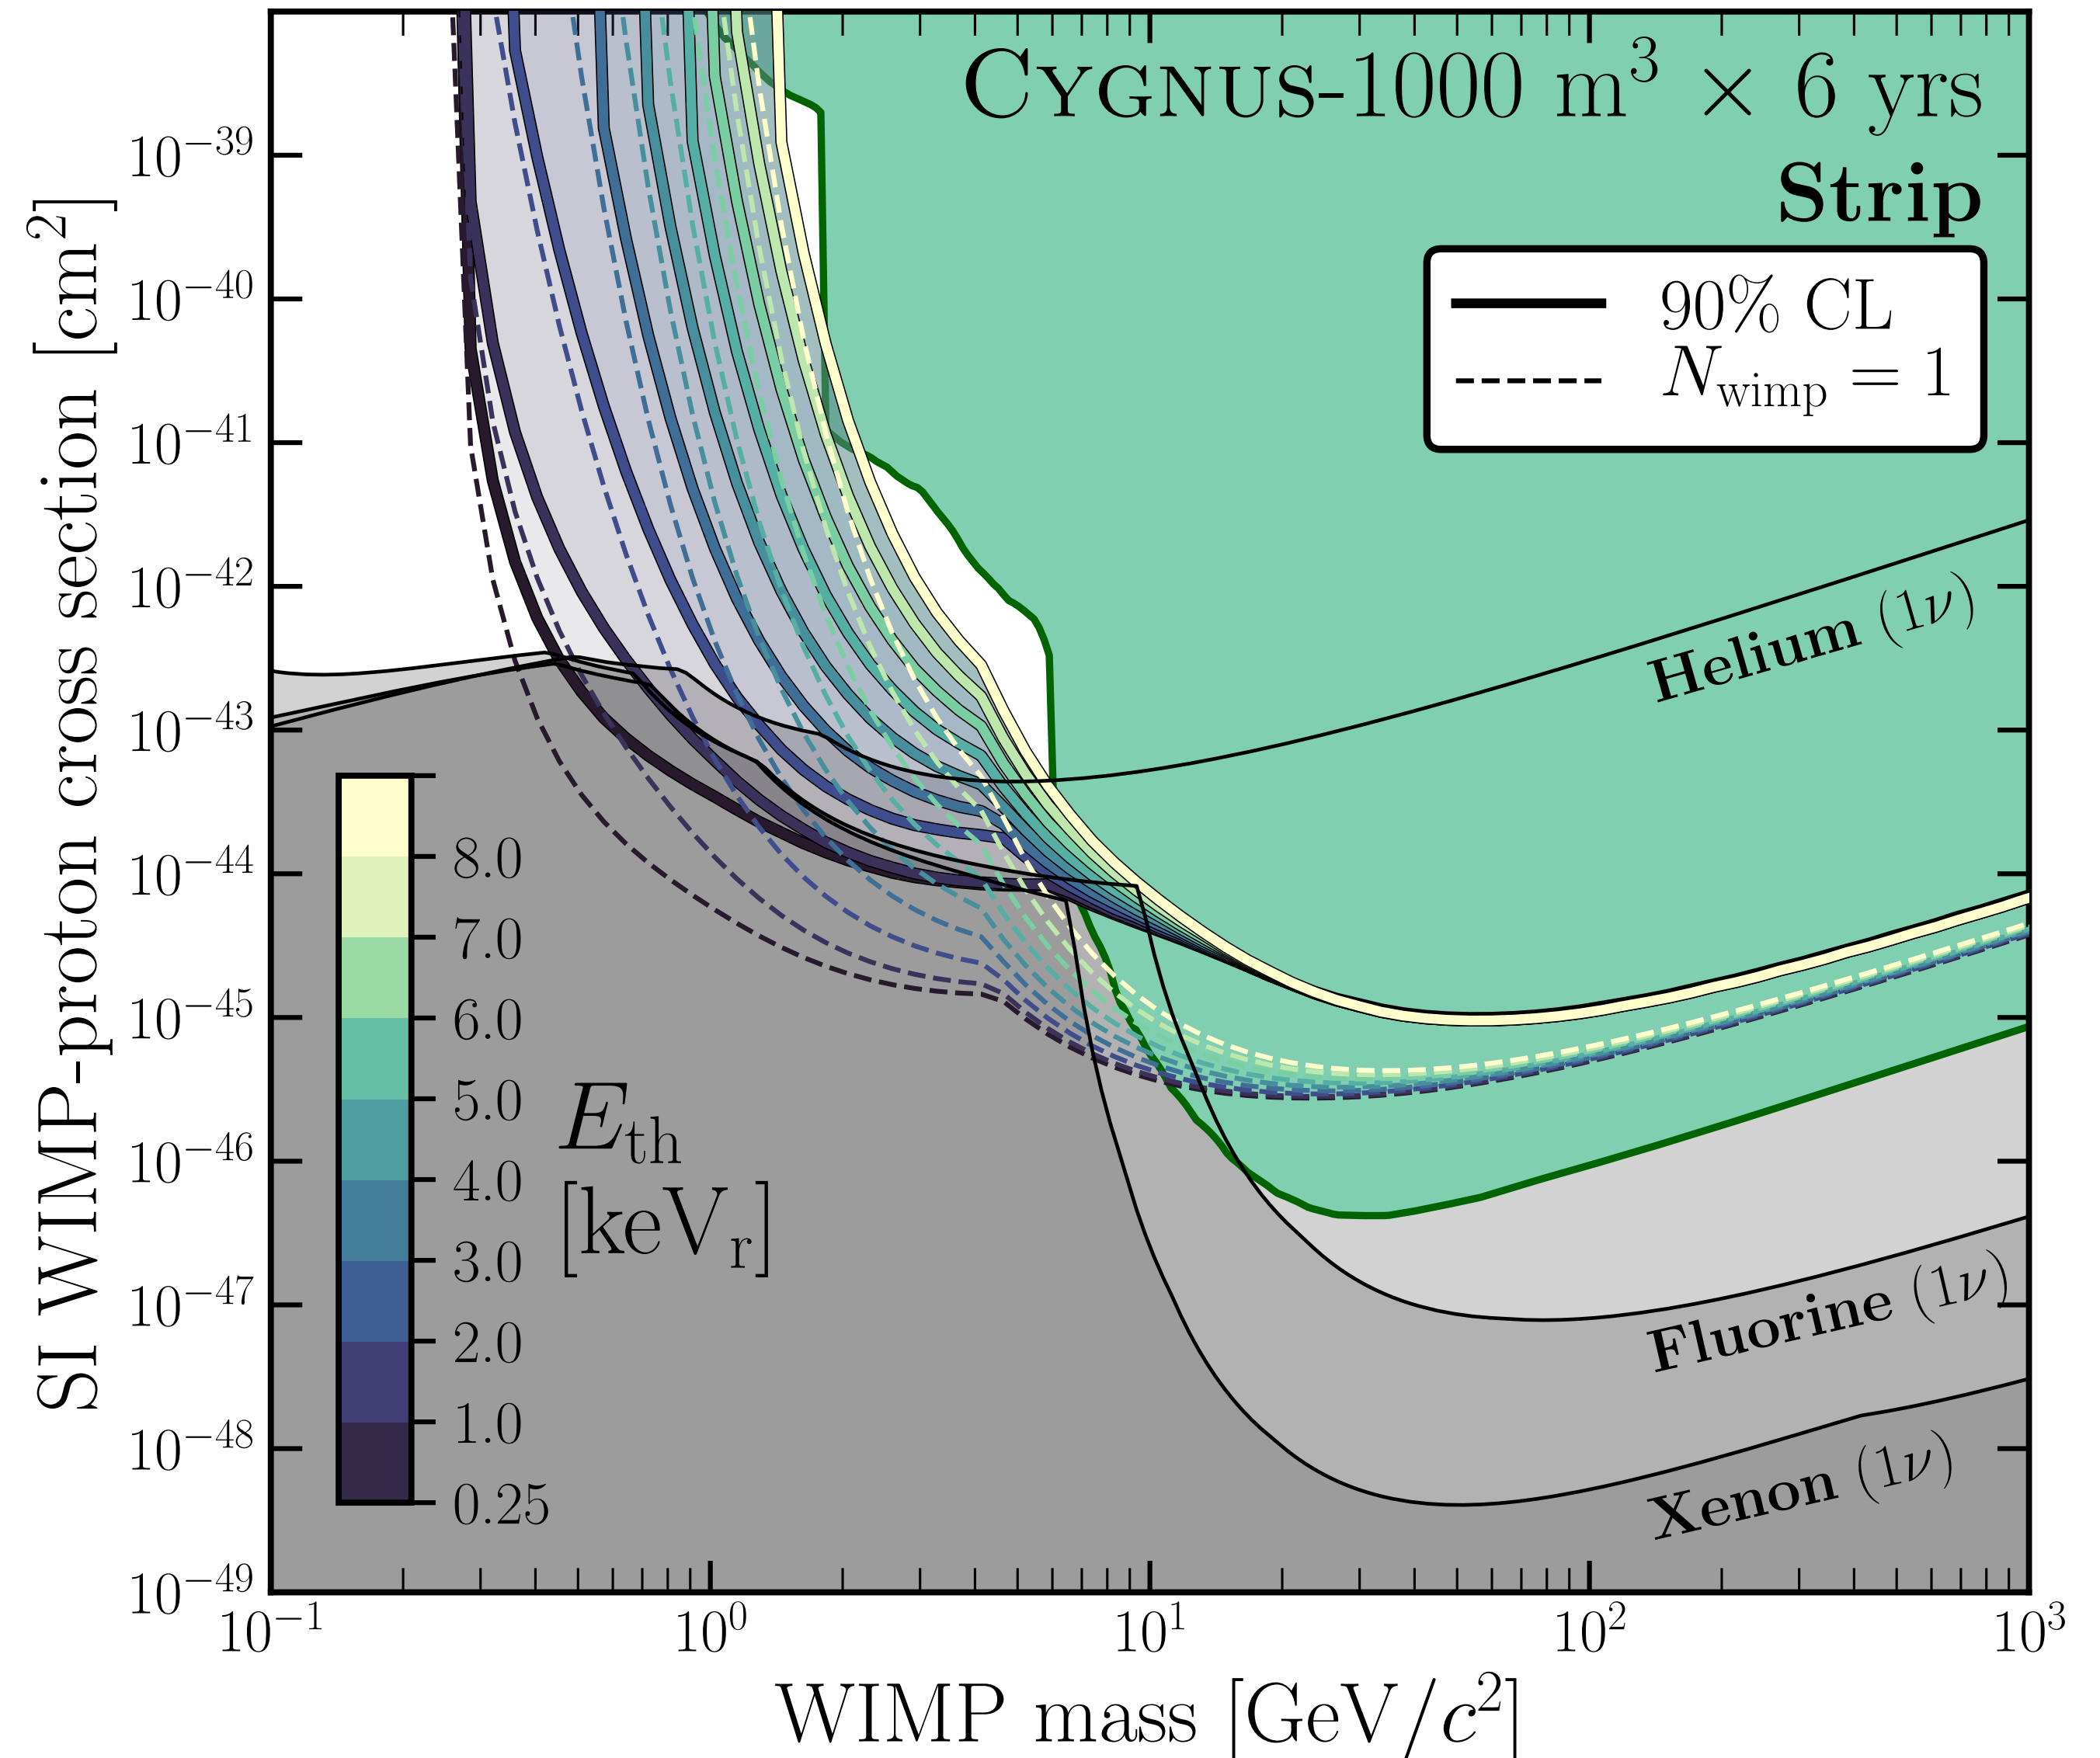 CYGNUS-1000 m³ × 6 yrs
Strip
90% CL
N_wimp = 1
SI WIMP-proton cross section [cm²]
10⁻³⁹
10⁻⁴⁰
10⁻⁴¹
10⁻⁴²
10⁻⁴³
10⁻⁴⁴
10⁻⁴⁵
10⁻⁴⁶
10⁻⁴⁷
10⁻⁴⁸
10⁻⁴⁹
Helium (1ν)
8.0
7.0
6.0
5.0
4.0
3.0
2.0
1.0
0.25
E_th
[keV_r]
Fluorine (1ν)
Xenon (1ν)
10⁻¹ 10⁰ 10¹ 10² 10³
WIMP mass [GeV/c²]